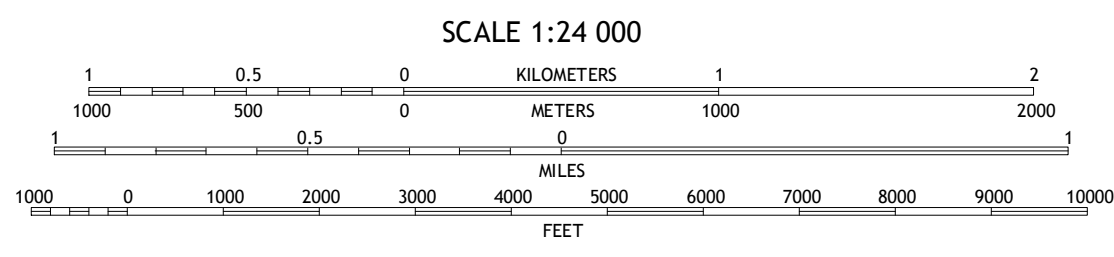 SCALE 1:24 000
1 0.5 0 KILOMETERS 1 2
1000 500 0 METERS 1000 2000
1 0.5 0 1
MILES
1000 0 1000 2000 3000 4000 5000 6000 7000 8000 9000 10000
FEET